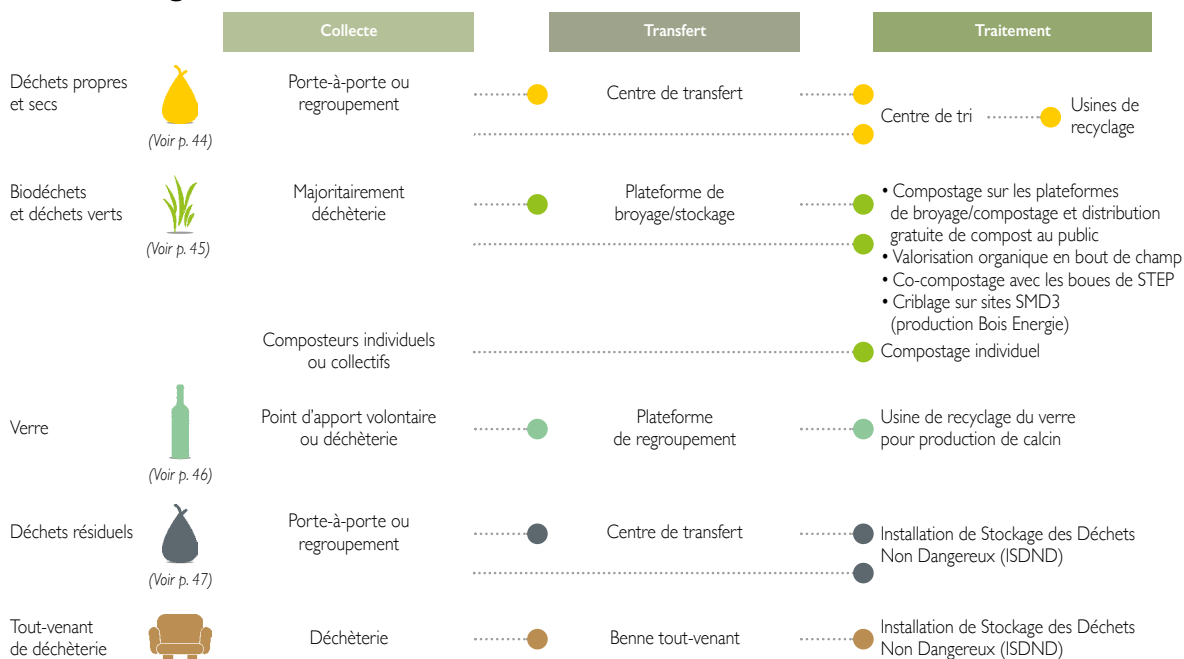 Collecte
Transfert
Traitement
Déchets propres
et secs
(Voir p. 44)
Porte-à-porte ou
regroupement
Centre de transfert
Centre de tri
Usines de
recyclage
Biodéchets
et déchets verts
(Voir p. 45)
Majoritairement
déchèterie
Plateforme de
broyage/stockage
• Compostage sur les plateformes
de broyage/compostage et distribution
gratuite de compost au public
• Valorisation organique en bout de champ
• Co-compostage avec les boues de STEP
• Criblage sur sites SMD3
(production Bois Energie)
Composteurs individuels
ou collectifs
Compostage individuel
Verre
(Voir p. 46)
Point d'apport volontaire
ou déchèterie
Plateforme
de regroupement
Usine de recyclage du verre
pour production de calcin
Déchets résiduels
(Voir p. 47)
Porte-à-porte ou
regroupement
Centre de transfert
Installation de Stockage des Déchets
Non Dangereux (ISDND)
Tout-venant
de déchèterie
Déchèterie
Benne tout-venant
Installation de Stockage des Déchets
Non Dangereux (ISDND)